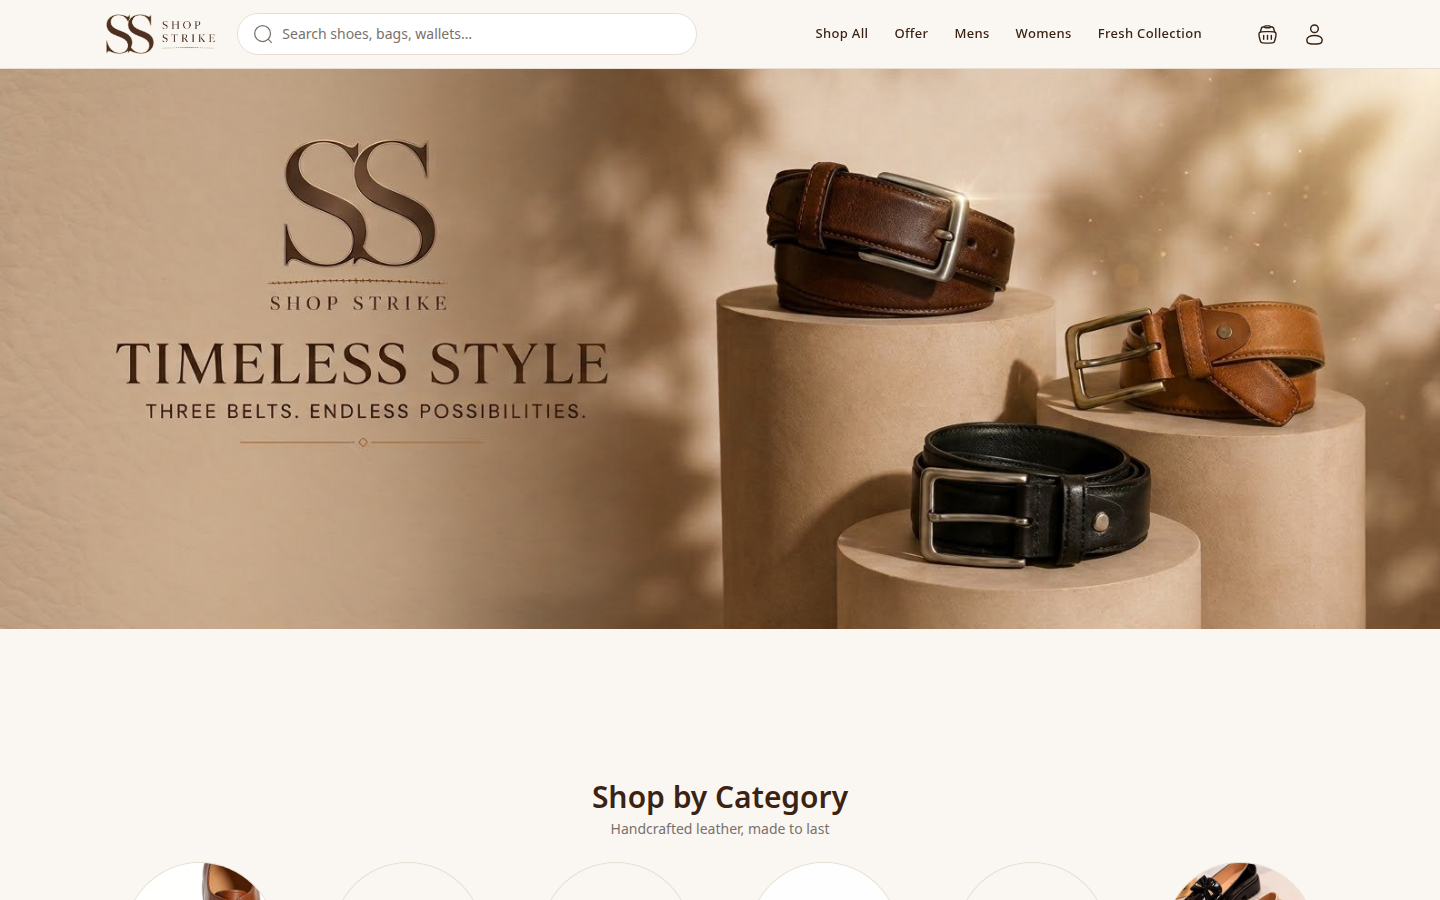 SS
SHOP
STRIKE
Search shoes, bags, wallets...
Shop All
Offer
Mens
Womens
Fresh Collection
SS
SHOP STRIKE
TIMELESS STYLE
THREE BELTS. ENDLESS POSSIBILITIES.
Shop by Category
Handcrafted leather, made to last